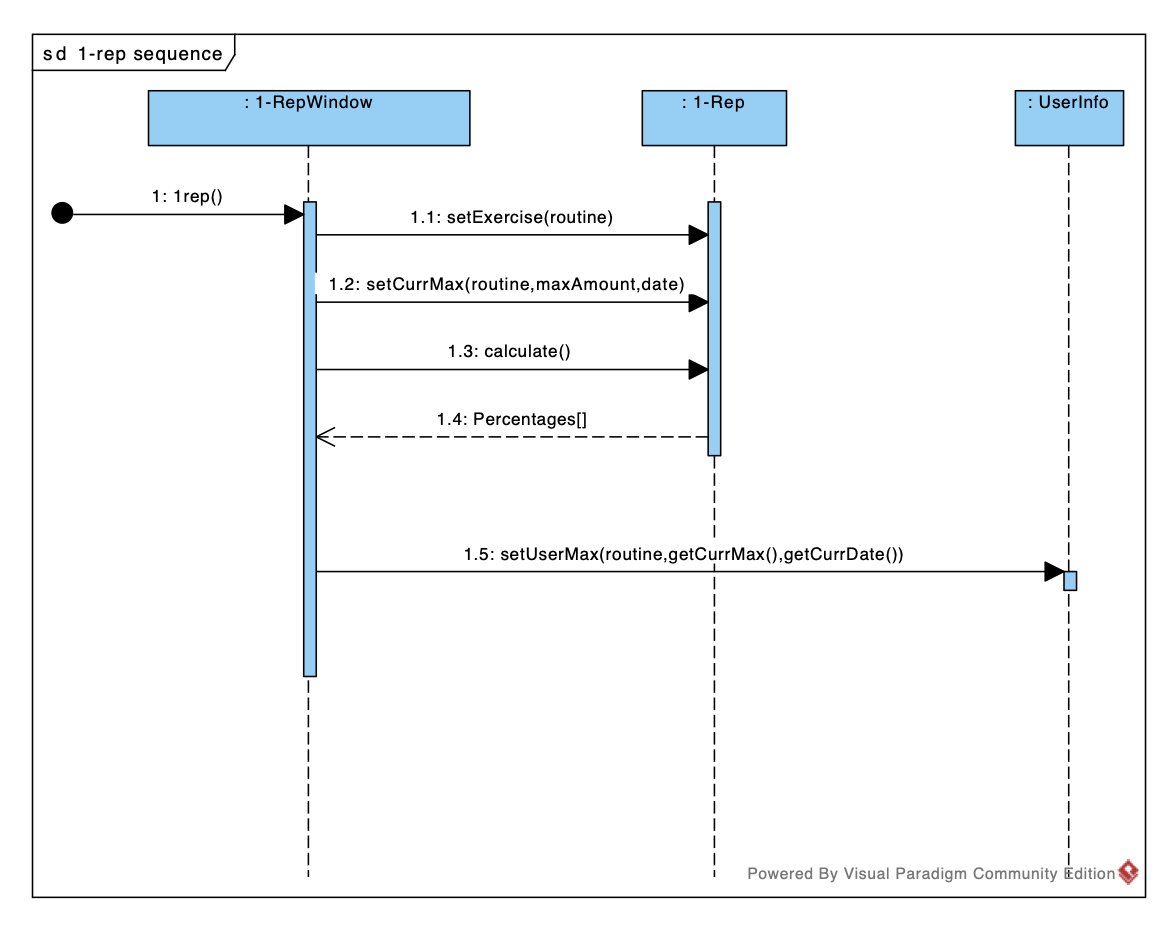 sd 1-rep sequence
: 1-RepWindow
: 1-Rep
: UserInfo
1: 1rep()
1.1: setExercise(routine)
1.2: setCurrMax(routine,maxAmount,date)
1.3: calculate()
1.4: Percentages[]
1.5: setUserMax(routine,getCurrMax(),getCurrDate())
Powered By Visual Paradigm Community Edition